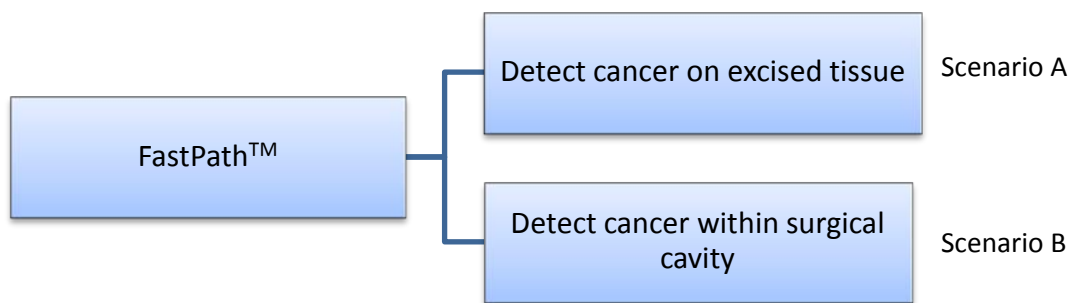 Detect cancer on excised tissue
Scenario A
FastPath™
Detect cancer within surgical
cavity
Scenario B